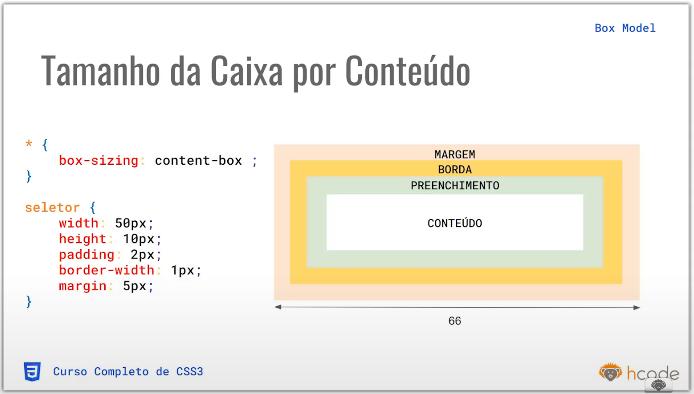 Box Model
Tamanho da Caixa por Conteúdo
* {
box-sizing: content-box ;
}
seletor {
width: 50px;
height: 10px;
padding: 2px;
border-width: 1px;
margin: 5px;
}
MARGEM
BORDA
PREENCHIMENTO
CONTEÚDO
66
Curso Completo de CSS3
hcode